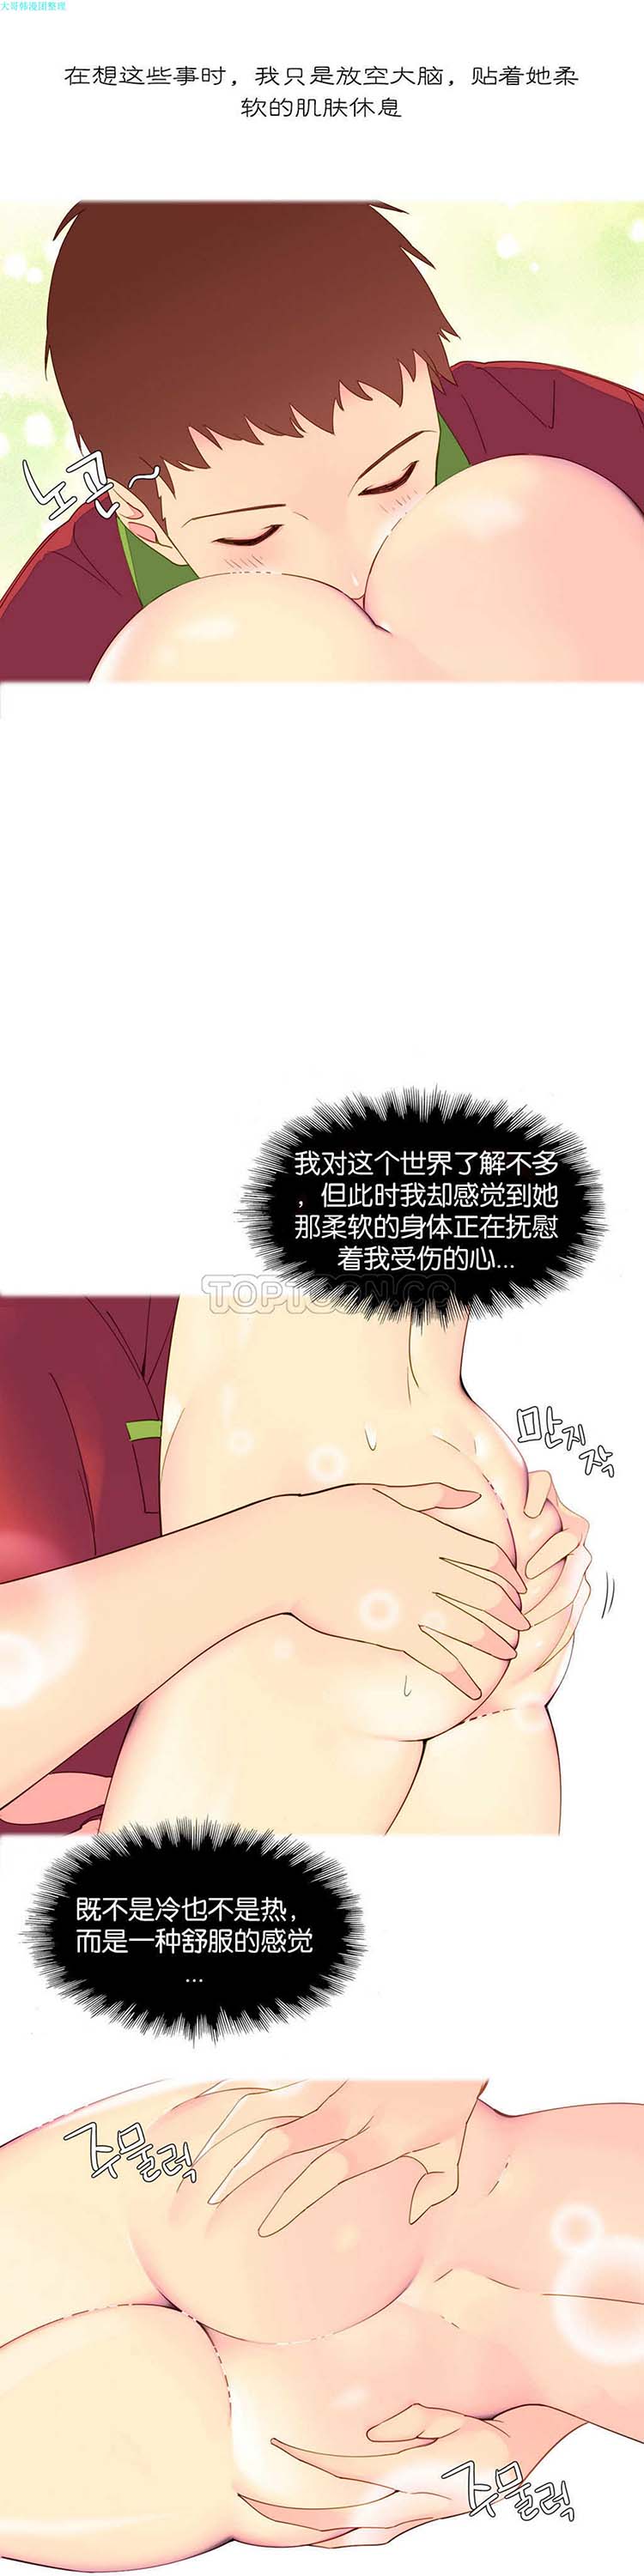 大哥韩漫团整理
在想这些事时，我只是放空大脑，贴着她柔
软的肌肤休息
노곤~
我对这个世界了解不多
，但此时我却感觉到她
那柔软的身体正在抚慰
着我受伤的心...
TOPTOON.CC
만지작
既不是冷也不是热，
而是一种舒服的感觉
...
주물럭
주물럭